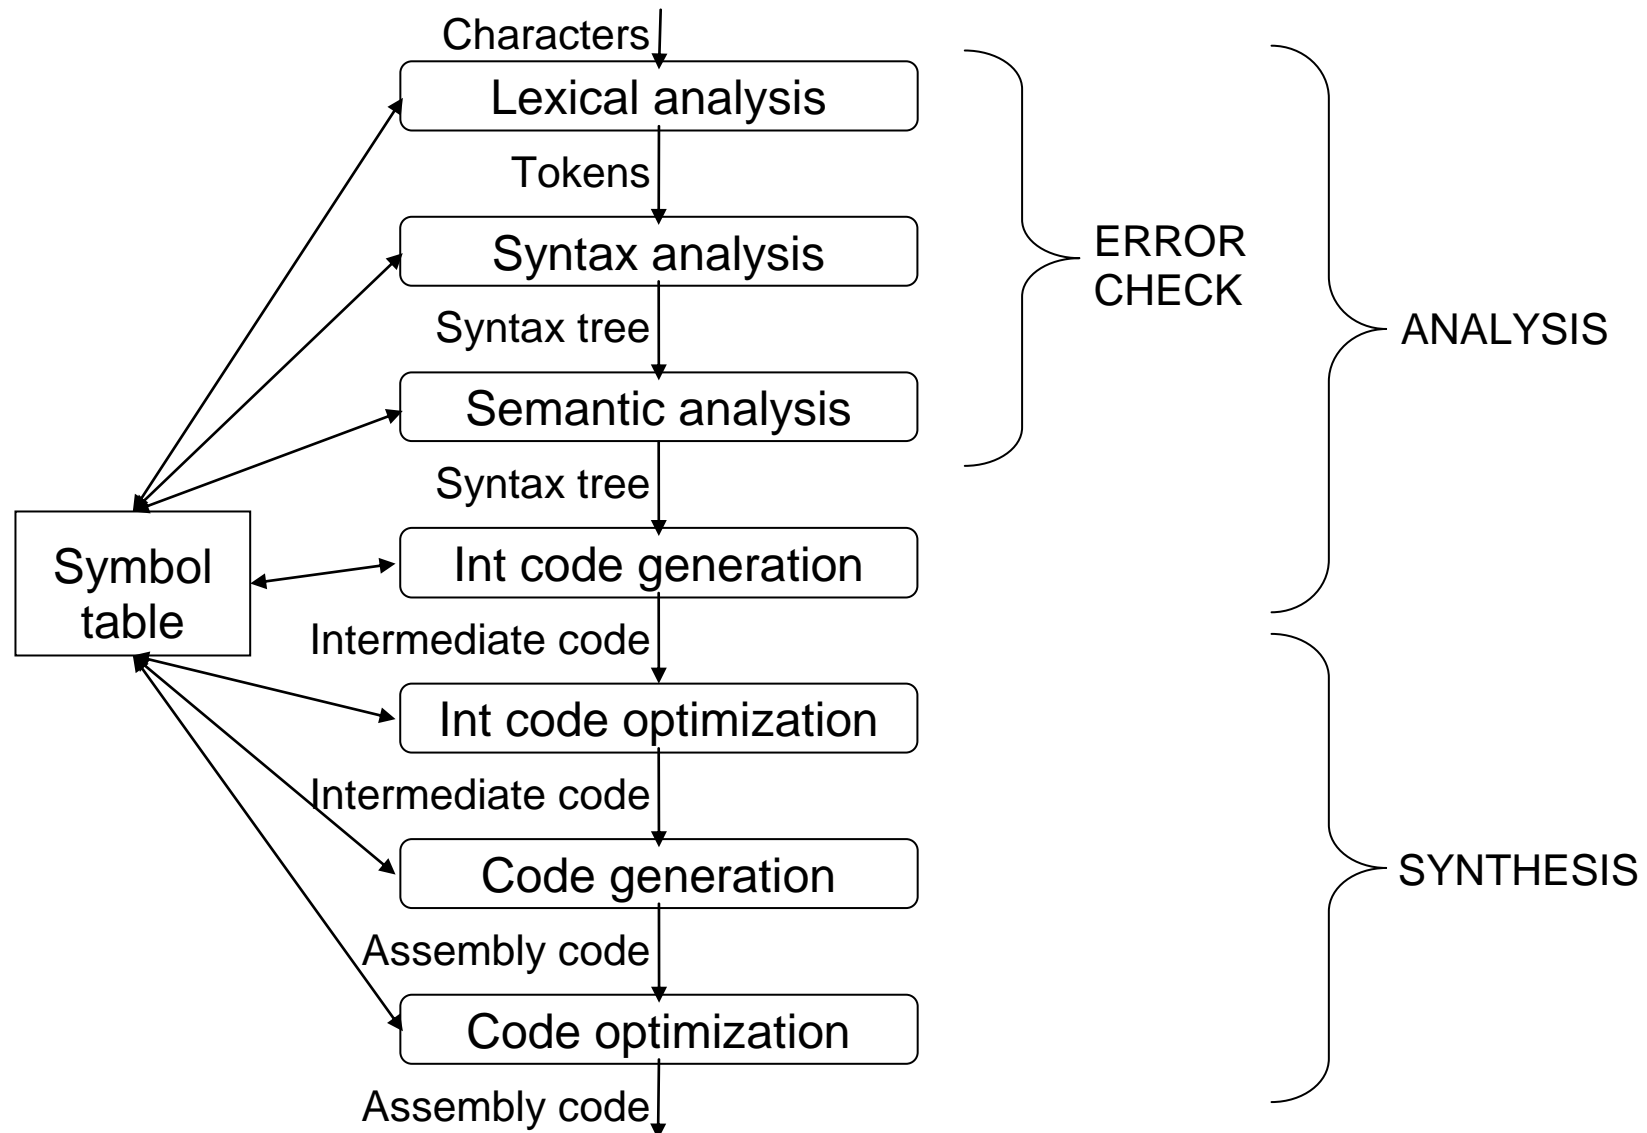 Characters
Lexical analysis
Tokens
Syntax analysis
ERROR
CHECK
Syntax tree
ANALYSIS
Semantic analysis
Syntax tree
Symbol
table
Int code generation
Intermediate code
Int code optimization
Intermediate code
Code generation
SYNTHESIS
Assembly code
Code optimization
Assembly code